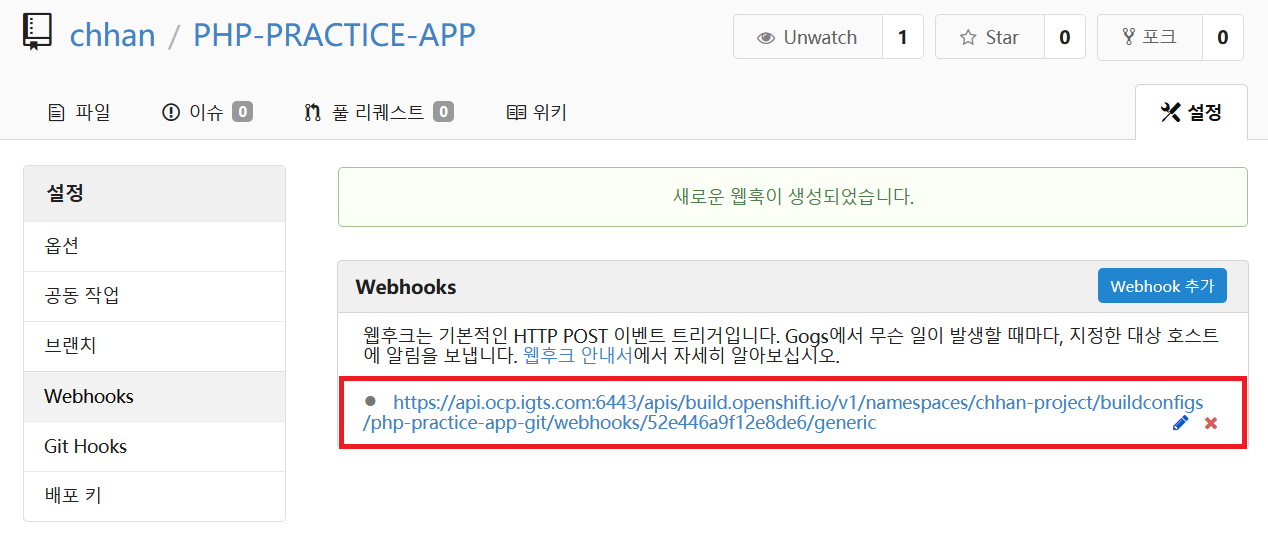 chhan / PHP-PRACTICE-APP
Unwatch 1
Star 0
포크 0
파일
이슈 0
풀 리퀘스트 0
위키
설정
설정
옵션
공동 작업
브랜치
Webhooks
Git Hooks
배포 키
새로운 웹훅이 생성되었습니다.
Webhooks
Webhook 추가
웹후크는 기본적인 HTTP POST 이벤트 트리거입니다. Gogs에서 무슨 일이 발생할 때마다, 지정한 대상 호스트
에 알림을 보냅니다. 웹후크 안내서에서 자세히 알아보십시오.
https://api.ocp.igts.com:6443/apis/build.openshift.io/v1/namespaces/chhan-project/buildconfigs
/php-practice-app-git/webhooks/52e446a9f12e8de6/generic